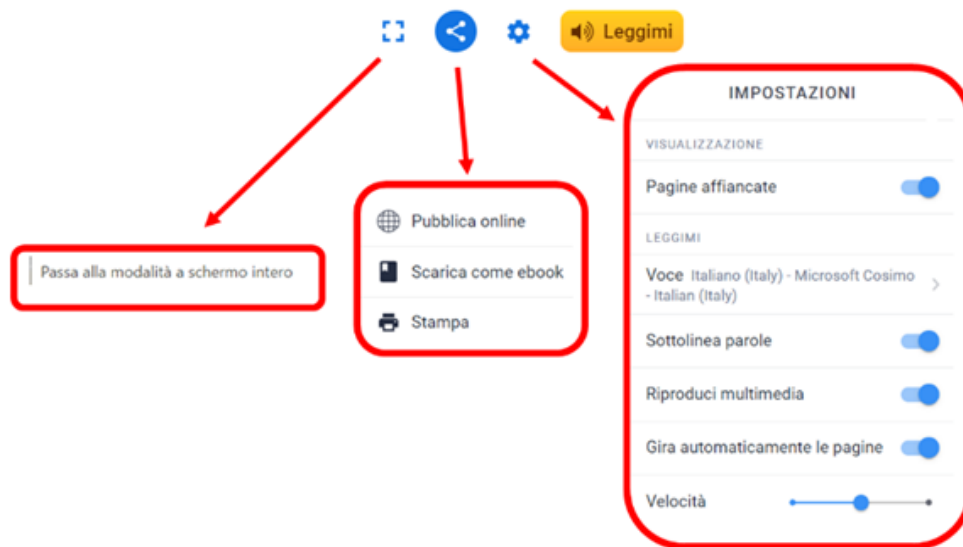 Leggimi
Passa alla modalità a schermo intero
Pubblica online
Scarica come ebook
Stampa
IMPOSTAZIONI
VISUALIZZAZIONE
Pagine affiancate
LEGGIMI
Voce Italiano (Italy) - Microsoft Cosimo
- Italian (Italy)
Sottolinea parole
Riproduci multimedia
Gira automaticamente le pagine
Velocità